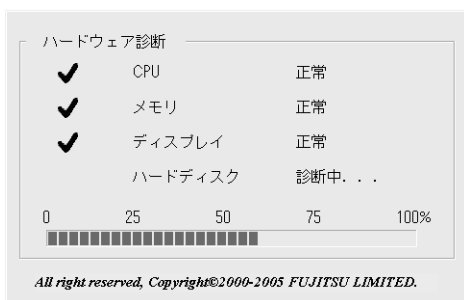 ハードウェア診断
✔ CPU 正常
✔ メモリ 正常
✔ ディスプレイ 正常
ハードディスク 診断中...
0 25 50 75 100%
All right reserved, Copyright©2000-2005 FUJITSU LIMITED.